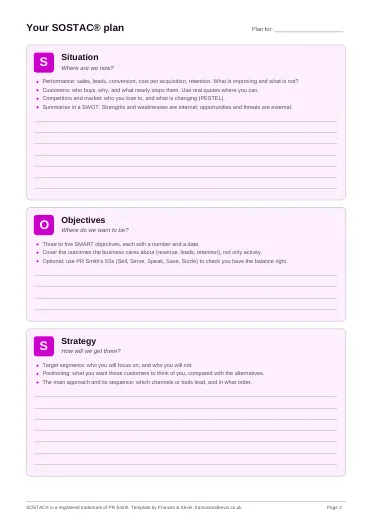 Your SOSTAC® plan
Plan for:
S
Situation
Where are we now?
Performance: sales, leads, conversion, cost per acquisition, retention. What is improving and what is not?
Customers: who buys, why, and what nearly stops them. Use real quotes where you can.
Competitors and market: who you lose to, and what is changing (PESTEL).
Summarise in a SWOT. Strengths and weaknesses are internal; opportunities and threats are external.
O
Objectives
Where do we want to be?
Three to five SMART objectives, each with a number and a date.
Cover the outcomes the business cares about (revenue, leads, retention), not only activity.
Optional: use PR Smith's 5Ss (Sell, Serve, Speak, Save, Sizzle) to check you have the balance right.
S
Strategy
How will we get there?
Target segments: who you will focus on, and who you will not.
Positioning: what you want those customers to think of you, compared with the alternatives.
The main approach and its sequence: which channels or tools lead, and in what order.
SOSTAC® is a registered trademark of PR Smith. Template by Frances & Kevin, francesandkevin.co.uk
Page 2